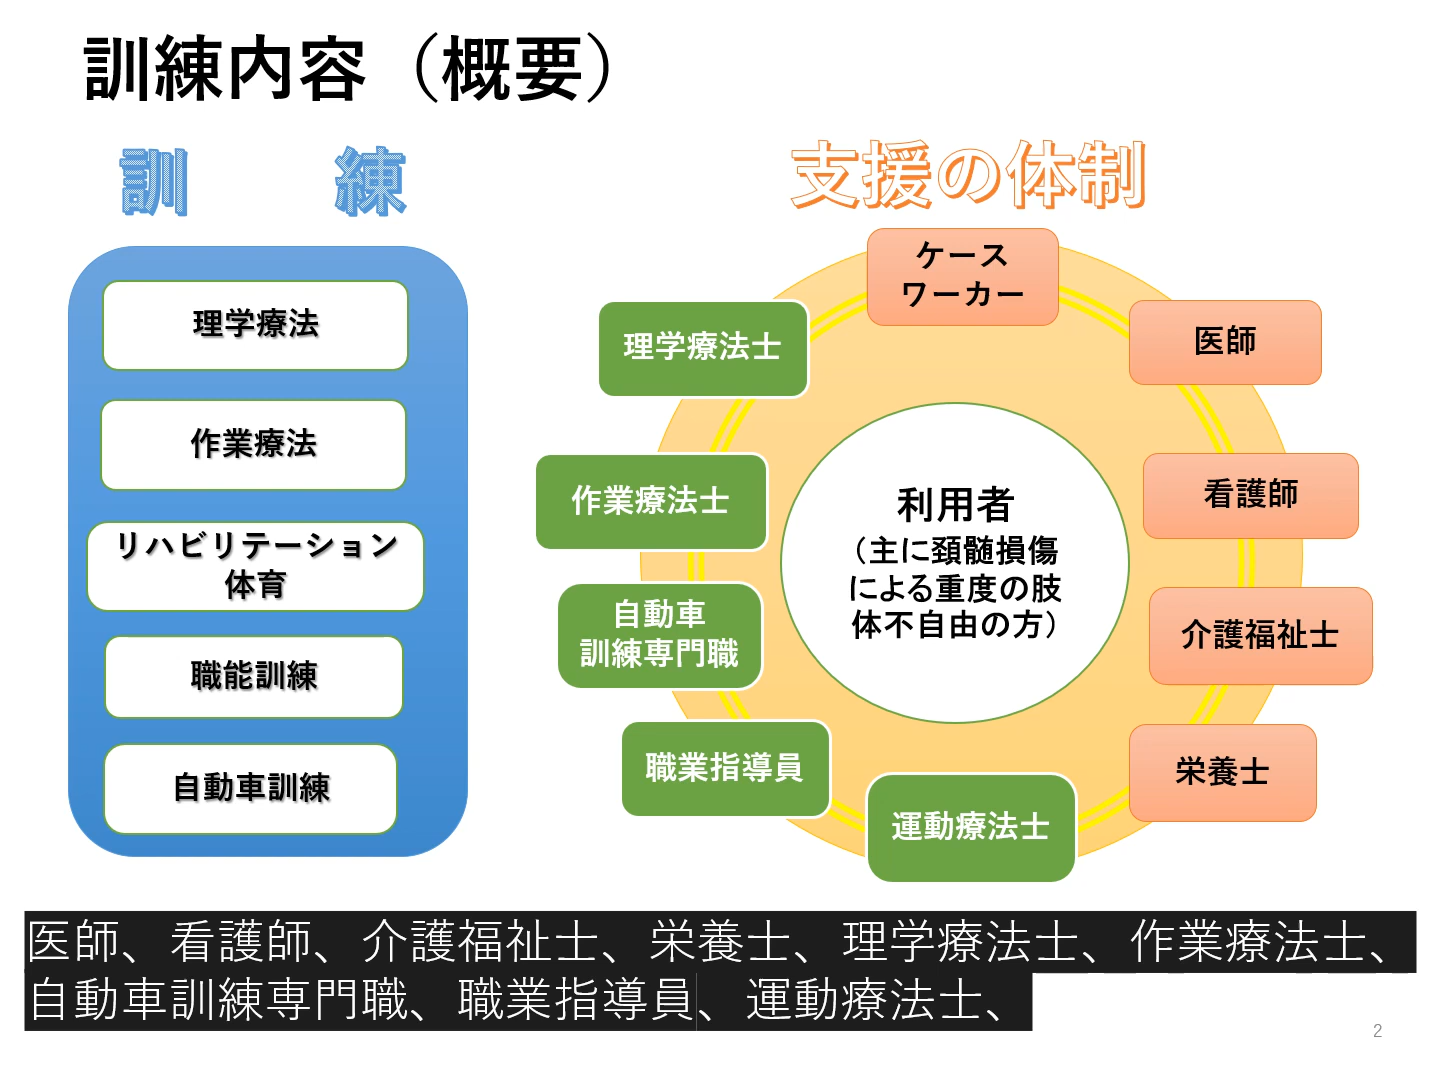 訓練内容（概要）
訓　練
理学療法
作業療法
リハビリテーション
体育
職能訓練
自動車訓練
支援の体制
ケース
ワーカー
医師
看護師
介護福祉士
栄養士
運動療法士
職業指導員
自動車
訓練専門職
作業療法士
理学療法士
利用者
（主に頚髄損傷
による重度の肢
体不自由の方）
医師、看護師、介護福祉士、栄養士、理学療法士、作業療法士、
自動車訓練専門職、職業指導員、運動療法士、
2